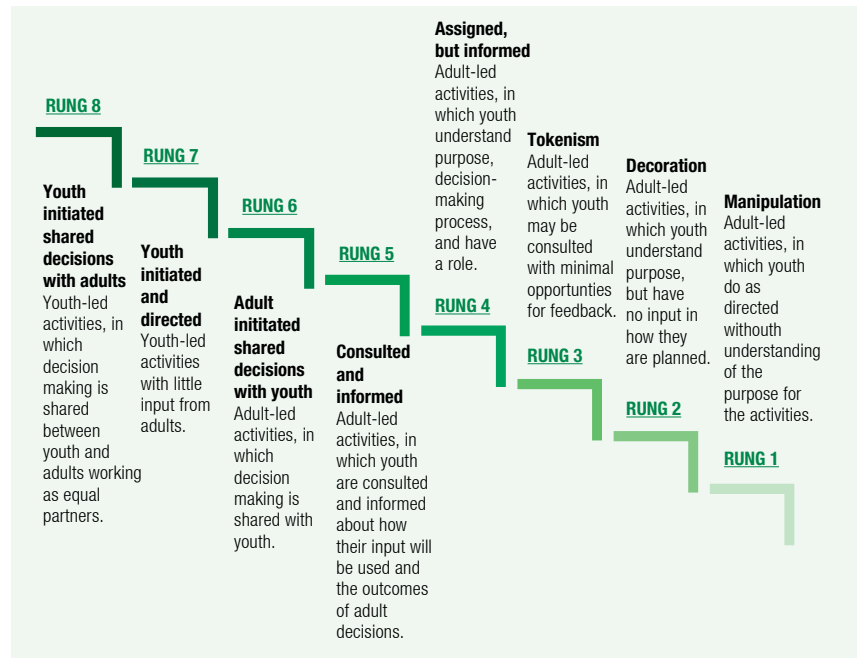 RUNG 8
Youth
initiated
shared
decisions
with adults
Youth-led
activities, in
which
decision
making is
shared
between
youth and
adults working
as equal
partners.
RUNG 7
Youth
initiated
and
directed
Youth-led
activities
with little
input from
adults.
RUNG 6
Adult
inititated
shared
decisions
with youth
Adult-led
activities, in
which
decision
making is
shared with
youth.
RUNG 5
Consulted
and
informed
Adult-led
activities, in
which youth
are consulted
and informed
about how
their input will
be used and
the outcomes
of adult
decisions.
Assigned,
but informed
Adult-led
activities, in
which youth
understand
purpose,
decision-
making
process,
and have
a role.
RUNG 4
Tokenism
Adult-led
activities, in
which youth
may be
consulted
with minimal
opportunties
for feedback.
RUNG 3
Decoration
Adult-led
activities, in
which youth
understand
purpose,
but have
no input in
how they
are planned.
RUNG 2
Manipulation
Adult-led
activities, in
which youth
do as
directed
withouth
understanding
of the
purpose for
the activities.
RUNG 1